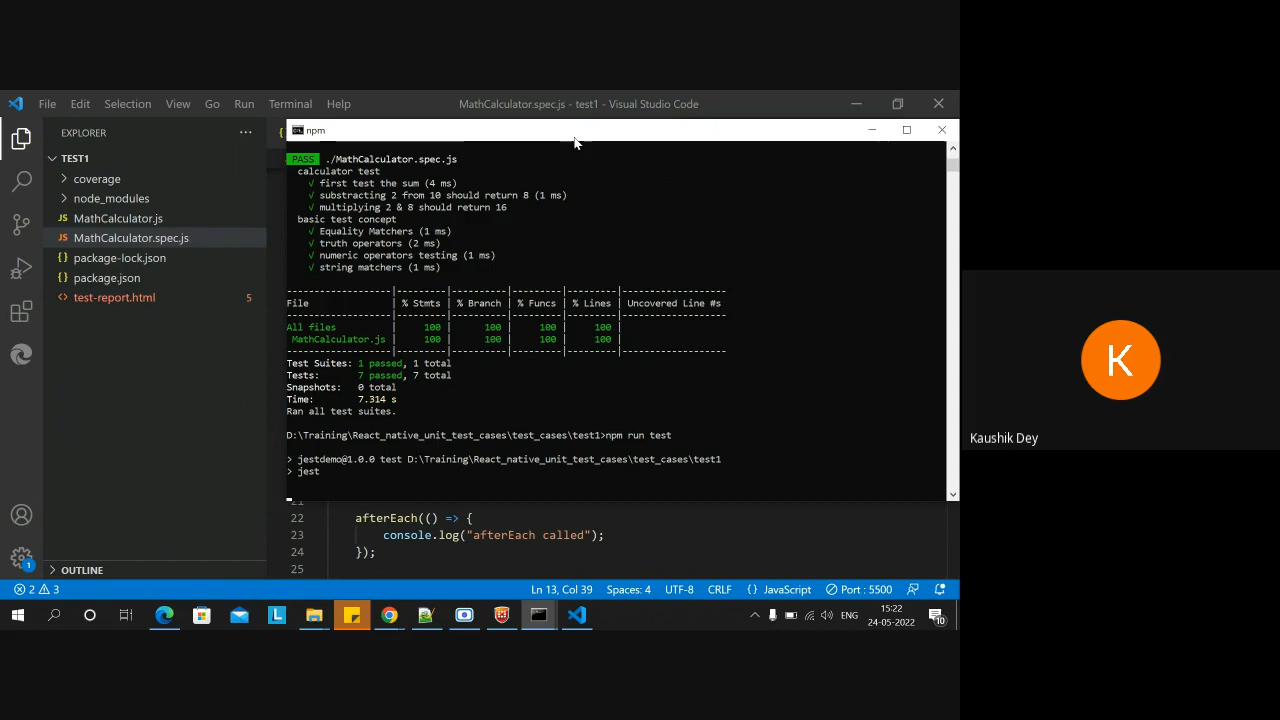 File Edit Selection View Go Run Terminal Help
MathCalculator.spec.js - test1 - Visual Studio Code
EXPLORER
TEST1
coverage
node_modules
JS MathCalculator.js
JS MathCalculator.spec.js
{} package-lock.json
{} package.json
<> test-report.html 5
OUTLINE
npm
PASS ./MathCalculator.spec.js
calculator test
√ first test the sum (4 ms)
√ substracting 2 from 10 should return 8 (1 ms)
√ multiplying 2 & 8 should return 16
basic test concept
√ Equality Matchers (1 ms)
√ truth operators (2 ms)
√ numeric operators testing (1 ms)
√ string matchers (1 ms)
File | % Stmts | % Branch | % Funcs | % Lines | Uncovered Line #s
All files | 100 | 100 | 100 | 100 |
MathCalculator.js | 100 | 100 | 100 | 100 |
Test Suites: 1 passed, 1 total
Tests: 7 passed, 7 total
Snapshots: 0 total
Time: 7.314 s
Ran all test suites.
D:\Training\React_native_unit_test_cases\test_cases\test1>npm run test
> jestdemo@1.0.0 test D:\Training\React_native_unit_test_cases\test_cases\test1
> jest
22 afterEach(() => {
23 console.log("afterEach called");
24 });
25
2 3 Ln 13, Col 39 Spaces: 4 UTF-8 CRLF {} JavaScript Port : 5500
ENG
15:22
24-05-2022
10
K
Kaushik Dey